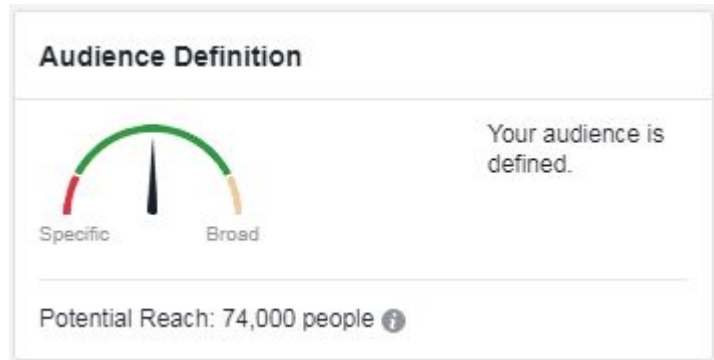 Audience Definition
Your audience is
defined.
Specific
Broad
Potential Reach: 74,000 people